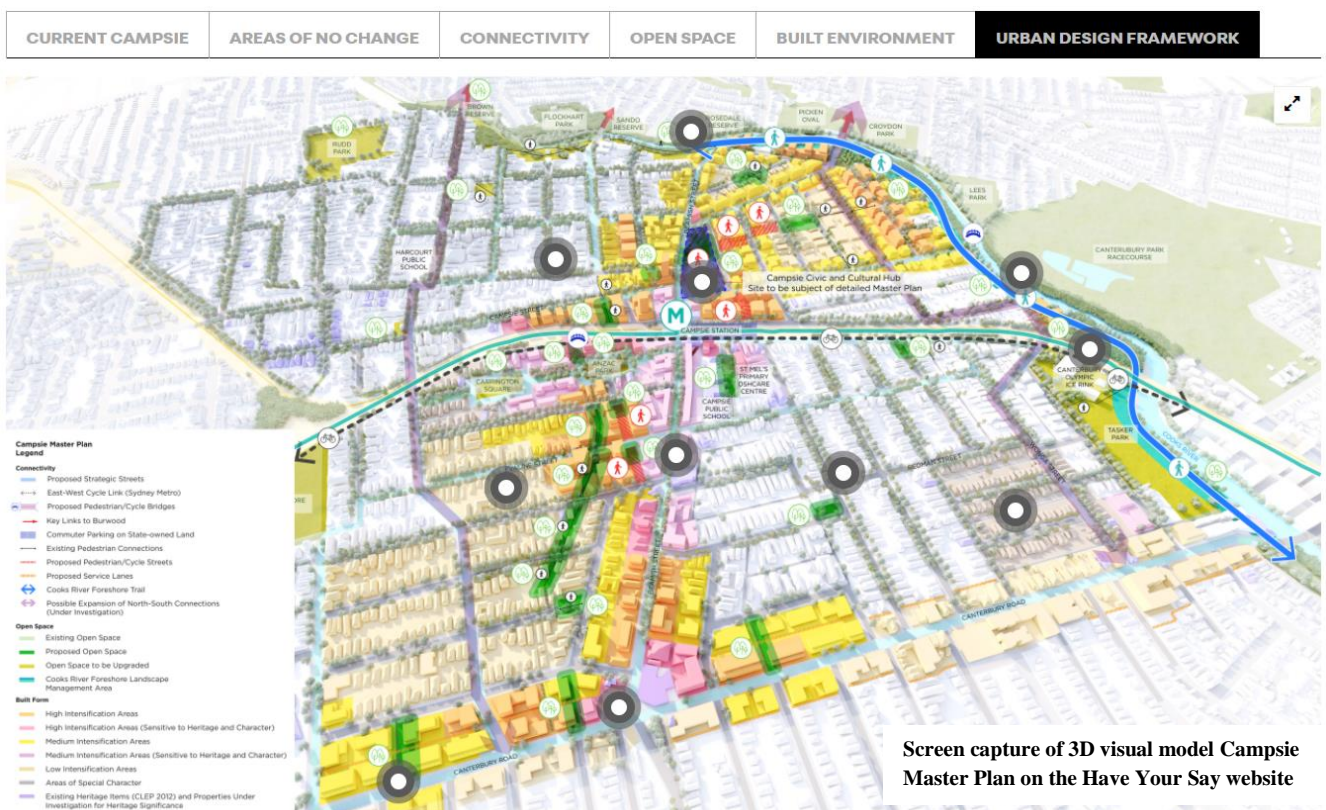 CURRENT CAMPSIE
AREAS OF NO CHANGE
CONNECTIVITY
OPEN SPACE
BUILT ENVIRONMENT
URBAN DESIGN FRAMEWORK
RUDD
PARK
RESERVE
FLOCKHART
PARK
SANDO
RESERVE
ROSEDALE
RESERVE
PICKEN
OVAL
CROYDON
PARK
LEES
PARK
CANTERBURY PARK
RACECOURSE
HARCOURT
PUBLIC
SCHOOL
Campsie Civic and Cultural Hub
Site to be subject of detailed Master Plan
M
CAMPSIE STATION
ANZAC
PARK
CARRINGTON
SQUARE
ST MEL'S
PRIMARY
OSHCARE
CENTRE
CAMPSIE
PUBLIC
SCHOOL
CANTERBURY
OLYMPIC
ICE RINK
TASKER
PARK
COOKS RIVER
CANTERBURY ROAD
CANTERBURY ROAD
Campsie Master Plan
Legend
Connectivity
Proposed Strategic Streets
East-West Cycle Link (Sydney Metro)
Proposed Pedestrian/Cycle Bridges
Key Links to Burwood
Commuter Parking on State-owned Land
Existing Pedestrian Connections
Proposed Pedestrian/Cycle Streets
Proposed Service Lanes
Cooks River Foreshore Trail
Possible Expansion of North-South Connections
(Under Investigation)
Open Space
Existing Open Space
Proposed Open Space
Open Space to be Upgraded
Cooks River Foreshore Landscape
Management Area
Built Form
High Intensification Areas
High Intensification Areas (Sensitive to Heritage and Character)
Medium Intensification Areas
Medium Intensification Areas (Sensitive to Heritage and Character)
Low Intensification Areas
Areas of Special Character
Existing Heritage Items (CLEP 2012) and Properties Under
Investigation for Heritage Significance
Screen capture of 3D visual model Campsie
Master Plan on the Have Your Say website